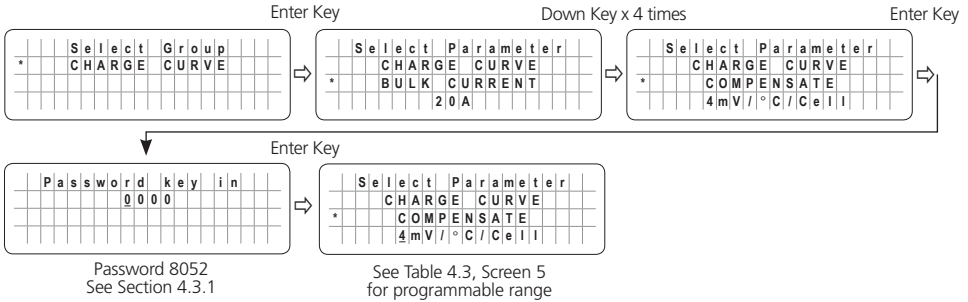 Enter Key
Down Key x 4 times
Enter Key
Select Group
* CHARGE CURVE
Select Parameter
CHARGE CURVE
* BULK CURRENT
20A
Select Parameter
CHARGE CURVE
* COMPENSATE
4mV/°C/Cell
Enter Key
Password key in
0000
Select Parameter
CHARGE CURVE
* COMPENSATE
4mV/°C/Cell
Password 8052
See Section 4.3.1
See Table 4.3, Screen 5
for programmable range